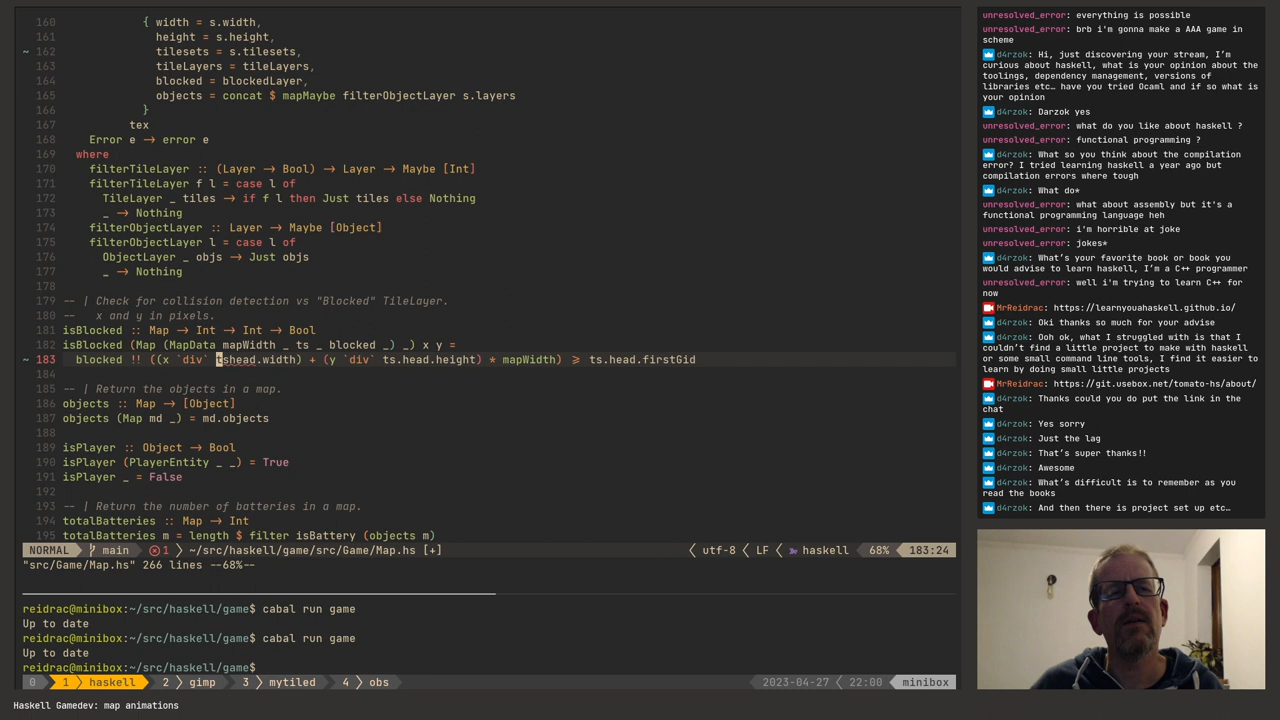 160             { width = s.width,
161               height = s.height,
~ 162               tilesets = s.tilesets,
163               tileLayers = tileLayers,
164               blocked = blockedLayer,
165               objects = concat $ mapMaybe filterObjectLayer s.layers
166             }
167           tex
168     Error e → error e
169   where
170     filterTileLayer :: (Layer → Bool) → Layer → Maybe [Int]
171     filterTileLayer f l = case l of
172       TileLayer _ tiles → if f l then Just tiles else Nothing
173       _ → Nothing
174     filterObjectLayer :: Layer → Maybe [Object]
175     filterObjectLayer l = case l of
176       ObjectLayer _ objs → Just objs
177       _ → Nothing
178
179 -- | Check for collision detection vs "Blocked" TileLayer.
180 --   x and y in pixels.
181 isBlocked :: Map → Int → Int → Bool
182 isBlocked (Map (MapData mapWidth _ ts _ blocked _) _) x y =
~ 183   blocked !! ((x `div` tshead.width) + (y `div` ts.head.height) * mapWidth) ⩾ ts.head.firstGid
184
185 -- | Return the objects in a map.
186 objects :: Map → [Object]
187 objects (Map md _) = md.objects
188
189 isPlayer :: Object → Bool
190 isPlayer (PlayerEntity _ _) = True
191 isPlayer _ = False
192
193 -- | Return the number of batteries in a map.
194 totalBatteries :: Map → Int
195 totalBatteries m = length $ filter isBattery (objects m)
NORMAL main 1 ~/src/haskell/game/src/Game/Map.hs [+] utf-8 LF haskell 68% 183:24
"src/Game/Map.hs" 266 lines --68%--
reidrac@minibox:~/src/haskell/game$ cabal run game
Up to date
reidrac@minibox:~/src/haskell/game$ cabal run game
Up to date
reidrac@minibox:~/src/haskell/game$
0 1 haskell 2 gimp 3 mytiled 4 obs 2023-04-27 22:00 minibox
Haskell Gamedev: map animations
unresolved_error: everything is possible
unresolved_error: brb i'm gonna make a AAA game in
scheme
d4rzok: Hi, just discovering your stream, I’m
curious about haskell, what is your opinion about the
toolings, dependency management, versions of
libraries etc… have you tried Ocaml and if so what is
your opinion
d4rzok: Darzok yes
unresolved_error: what do you like about haskell ?
unresolved_error: functional programming ?
d4rzok: What so you think about the compilation
error? I tried learning haskell a year ago but
compilation errors where tough
d4rzok: What do*
unresolved_error: what about assembly but it's a
functional programming language heh
unresolved_error: i'm horrible at joke
unresolved_error: jokes*
d4rzok: What’s your favorite book or book you
would advise to learn haskell, I’m a C++ programmer
unresolved_error: well i'm trying to learn C++ for
now
MrReidrac: https://learnyouahaskell.github.io/
d4rzok: Oki thanks so much for your advise
d4rzok: Ooh ok, what I struggled with is that I
couldn’t find a little project to make with haskell
or some small command line tools, I find it easier to
learn by doing small little projects
MrReidrac: https://git.usebox.net/tomato-hs/about/
d4rzok: Thanks could you do put the link in the
chat
d4rzok: Yes sorry
d4rzok: Just the lag
d4rzok: That’s super thanks!!
d4rzok: Awesome
d4rzok: What’s difficult is to remember as you
read the books
d4rzok: And then there is project set up etc…